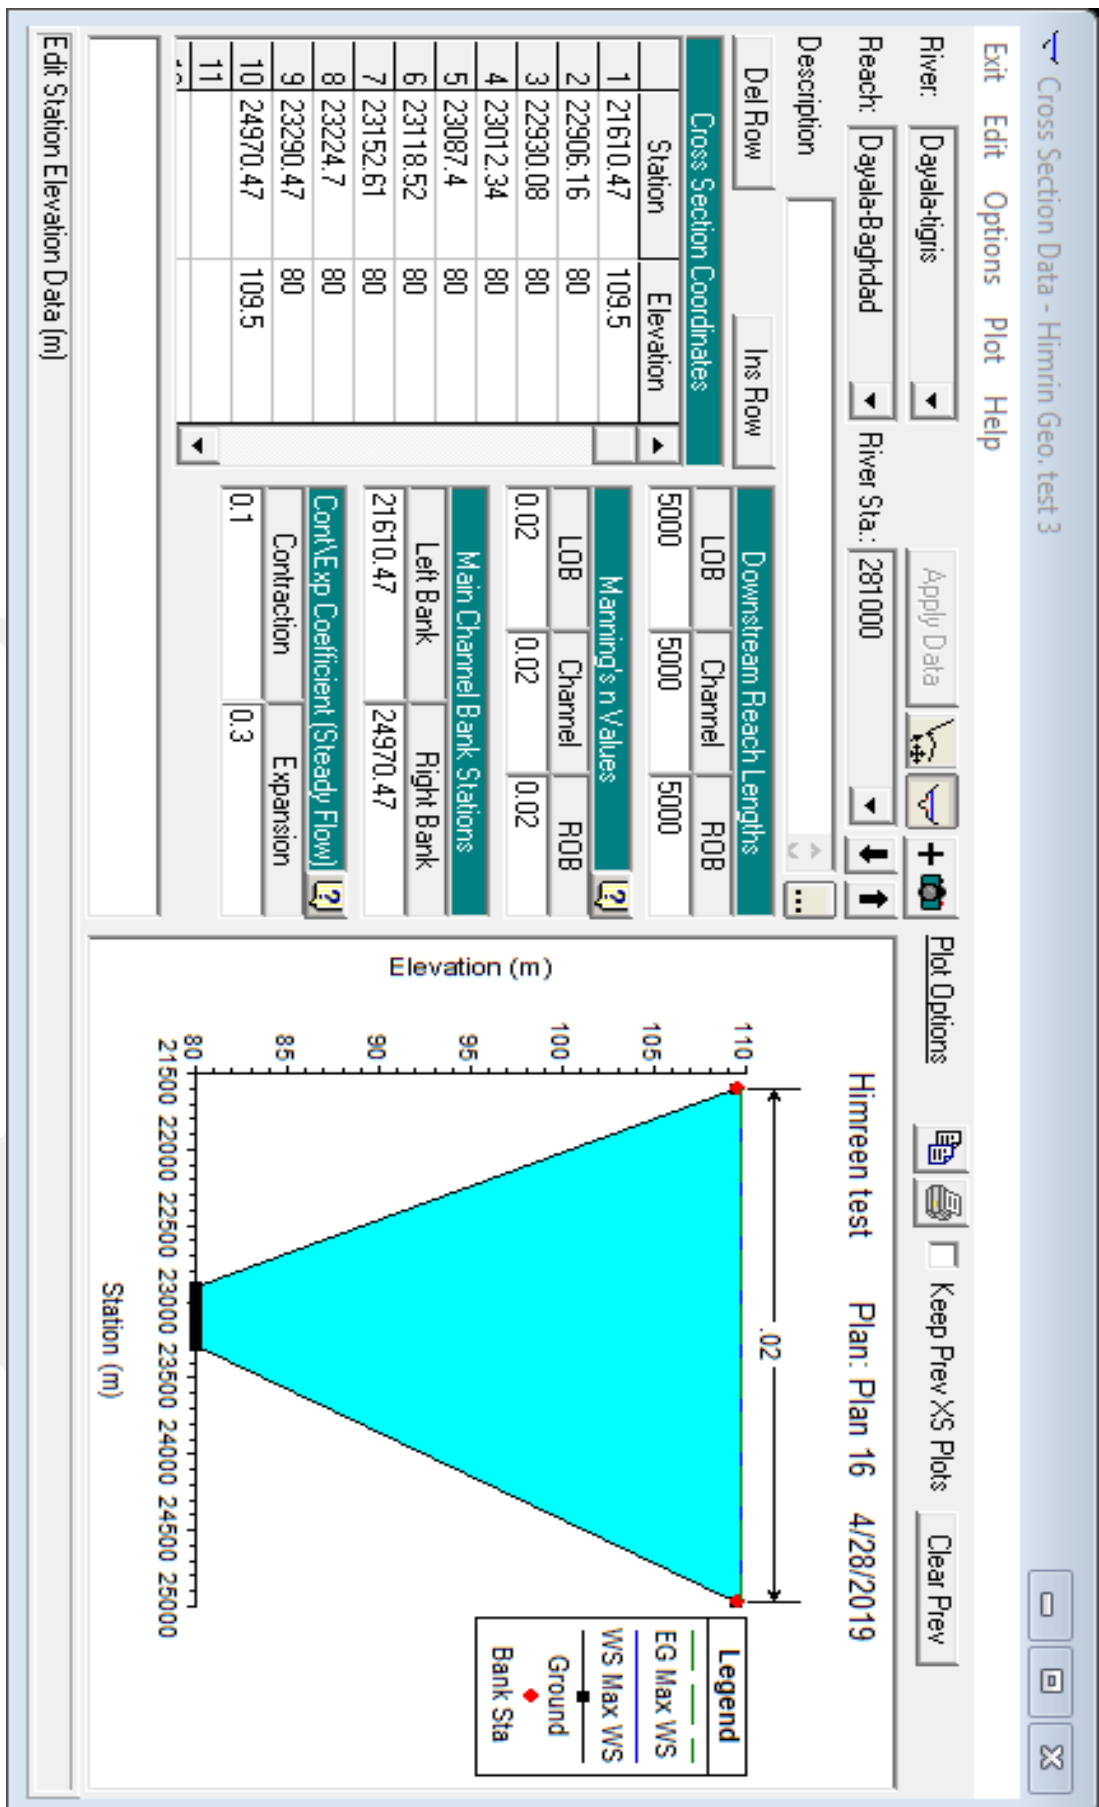 Cross Section Data - Himrin Geo. test 3
Exit Edit Options Plot Help
River: Dayala-tigris Apply Data Plot Options Keep Prev XS Plots Clear Prev
Reach: Dayala-Baghdad River Sta.: 281000
Description ...
Del Row Ins Row
Cross Section Coordinates
Station Elevation
1 21610.47 109.5
2 22906.16 80
3 22930.08 80
4 23012.34 80
5 23087.4 80
6 23118.52 80
7 23152.61 80
8 23224.7 80
9 23290.47 80
10 24970.47 109.5
11
Downstream Reach Lengths
LOB Channel ROB
5000 5000 5000
Manning's n Values ?
LOB Channel ROB
0.02 0.02 0.02
Main Channel Bank Stations
Left Bank Right Bank
21610.47 24970.47
Cont\Exp Coefficient (Steady Flow) ?
Contraction Expansion
0.1 0.3
Himreen test Plan: Plan 16 4/28/2019
.02
110
105
100
95
90
85
80
Elevation (m)
21500 22000 22500 23000 23500 24000 24500 25000
Station (m)
Legend
EG Max WS
WS Max WS
Ground
Bank Sta
Edit Station Elevation Data (m)